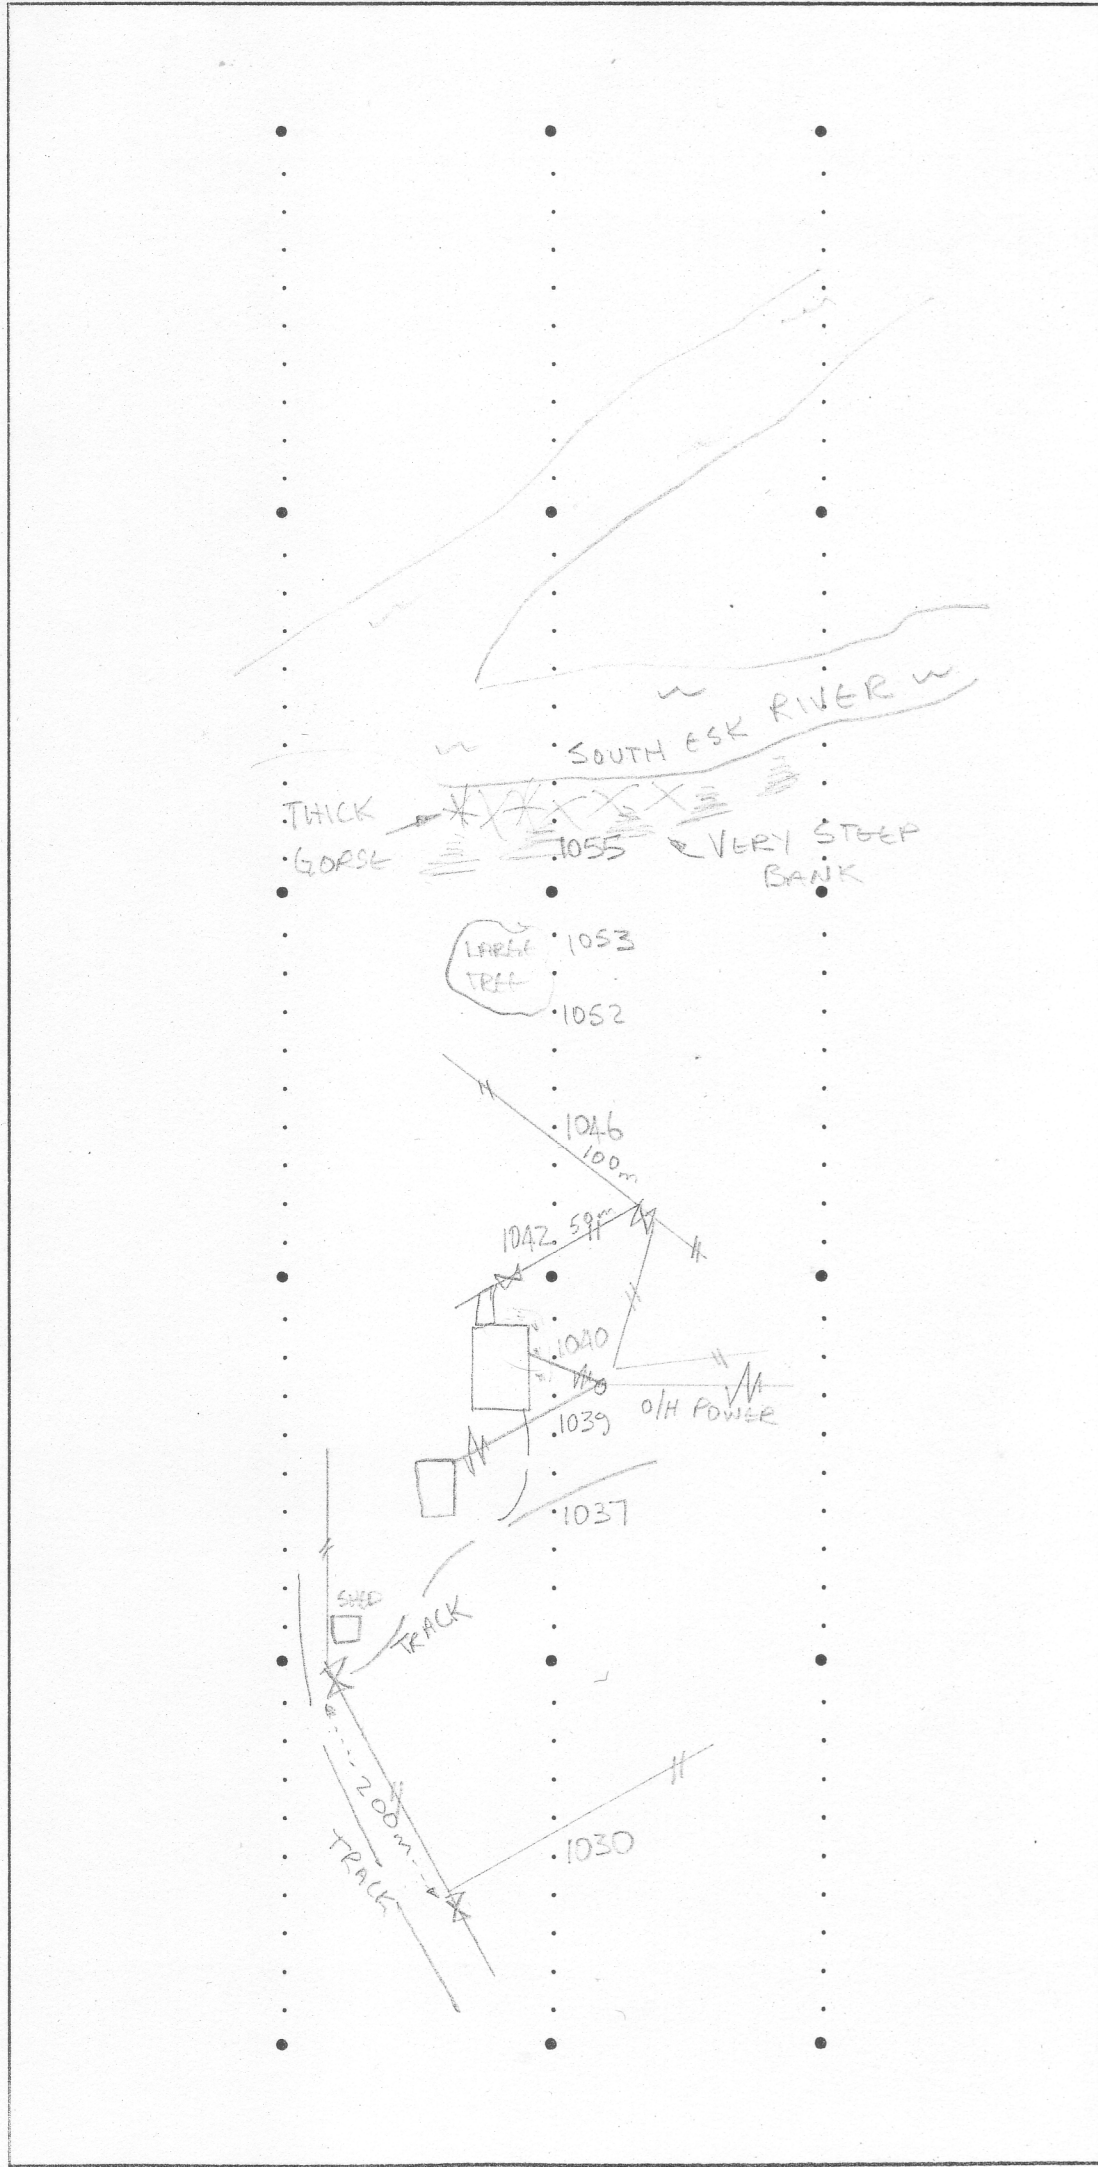 SOUTH ESK RIVER
THICK
GORSE
1055
VERY STEEP
BANK
LARGE
TREE
1053
1052
1046
100m
1042
50m
1040
O/H POWER
1039
1037
SHED
TRACK
200m
TRACK
1030